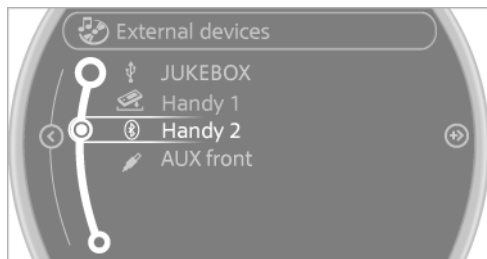 External devices
JUKEBOX
Handy 1
Handy 2
AUX front